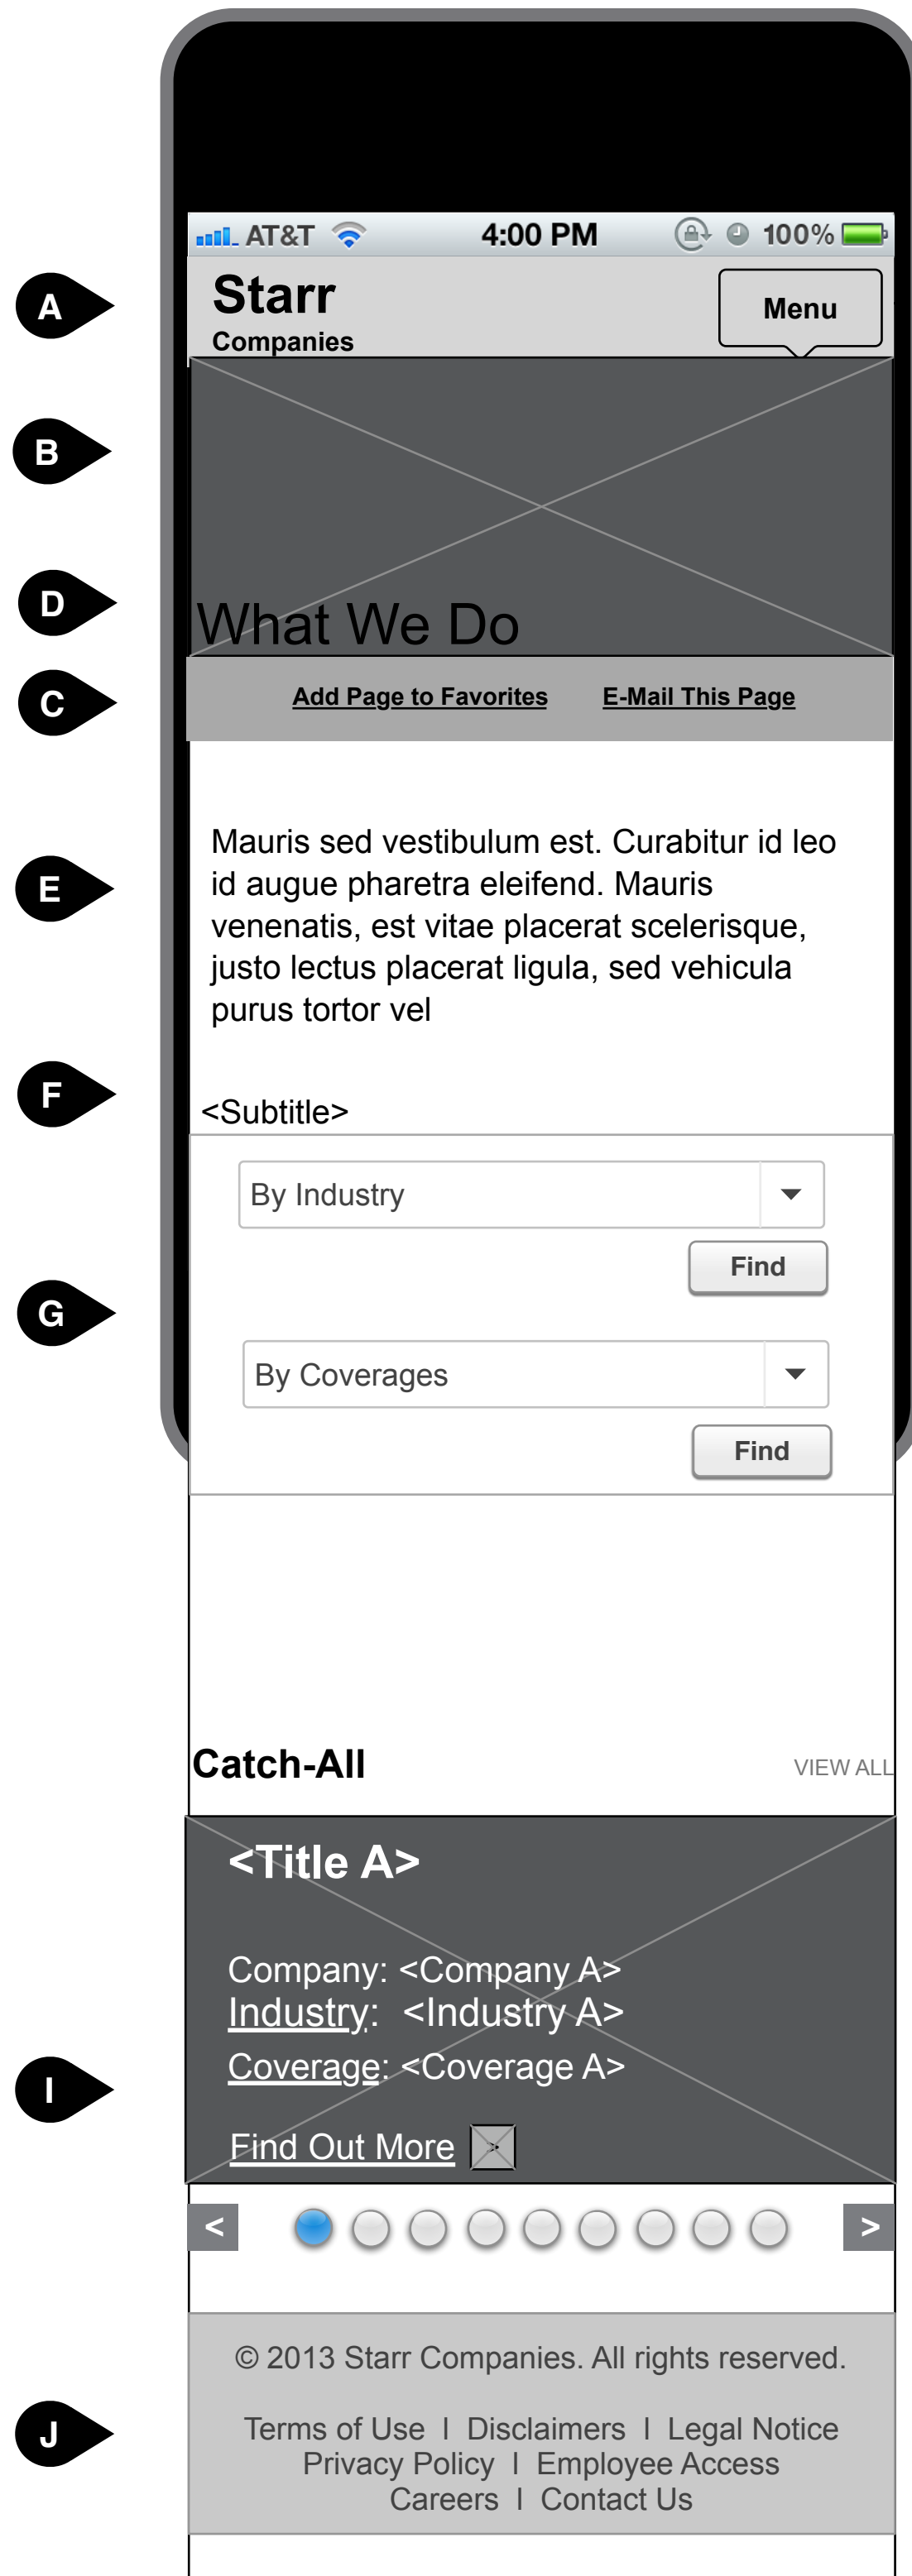 AT&T 4:00 PM 100%
A
Starr
Companies
Menu
B
D
What We Do
C
Add Page to Favorites E-Mail This Page
E
Mauris sed vestibulum est. Curabitur id leo
id augue pharetra eleifend. Mauris
venenatis, est vitae placerat scelerisque,
justo lectus placerat ligula, sed vehicula
purus tortor vel
F
<Subtitle>
By Industry
Find
G
By Coverages
Find
Catch-All VIEW ALL
<Title A>
Company: <Company A>
Industry: <Industry A>
Coverage: <Coverage A>
I
Find Out More >
< >
© 2013 Starr Companies. All rights reserved.
J
Terms of Use I Disclaimers I Legal Notice
Privacy Policy I Employee Access
Careers I Contact Us